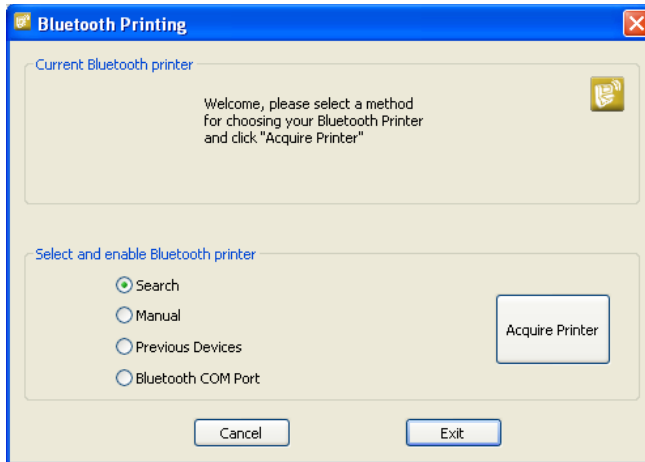 Bluetooth Printing
Current Bluetooth printer
Welcome, please select a method
for choosing your Bluetooth Printer
and click "Acquire Printer"
Select and enable Bluetooth printer
Search
Manual
Previous Devices
Bluetooth COM Port
Acquire Printer
Cancel
Exit